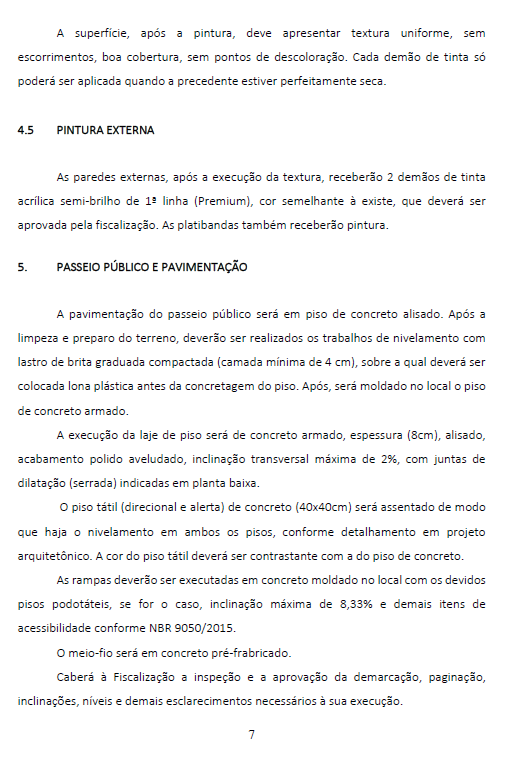 A superfície, após a pintura, deve apresentar textura uniforme, sem
escorrimentos, boa cobertura, sem pontos de descoloração. Cada demão de tinta só
poderá ser aplicada quando a precedente estiver perfeitamente seca.
4.5 PINTURA EXTERNA
As paredes externas, após a execução da textura, receberão 2 demãos de tinta
acrílica semi-brilho de 1ª linha (Premium), cor semelhante à existe, que deverá ser
aprovada pela fiscalização. As platibandas também receberão pintura.
5. PASSEIO PÚBLICO E PAVIMENTAÇÃO
A pavimentação do passeio público será em piso de concreto alisado. Após a
limpeza e preparo do terreno, deverão ser realizados os trabalhos de nivelamento com
lastro de brita graduada compactada (camada mínima de 4 cm), sobre a qual deverá ser
colocada lona plástica antes da concretagem do piso. Após, será moldado no local o piso
de concreto armado.
A execução da laje de piso será de concreto armado, espessura (8cm), alisado,
acabamento polido aveludado, inclinação transversal máxima de 2%, com juntas de
dilatação (serrada) indicadas em planta baixa.
O piso tátil (direcional e alerta) de concreto (40x40cm) será assentado de modo
que haja o nivelamento em ambos os pisos, conforme detalhamento em projeto
arquitetônico. A cor do piso tátil deverá ser contrastante com a do piso de concreto.
As rampas deverão ser executadas em concreto moldado no local com os devidos
pisos podotáteis, se for o caso, inclinação máxima de 8,33% e demais itens de
acessibilidade conforme NBR 9050/2015.
O meio-fio será em concreto pré-frabricado.
Caberá à Fiscalização a inspeção e a aprovação da demarcação, paginação,
inclinações, níveis e demais esclarecimentos necessários à sua execução.
7